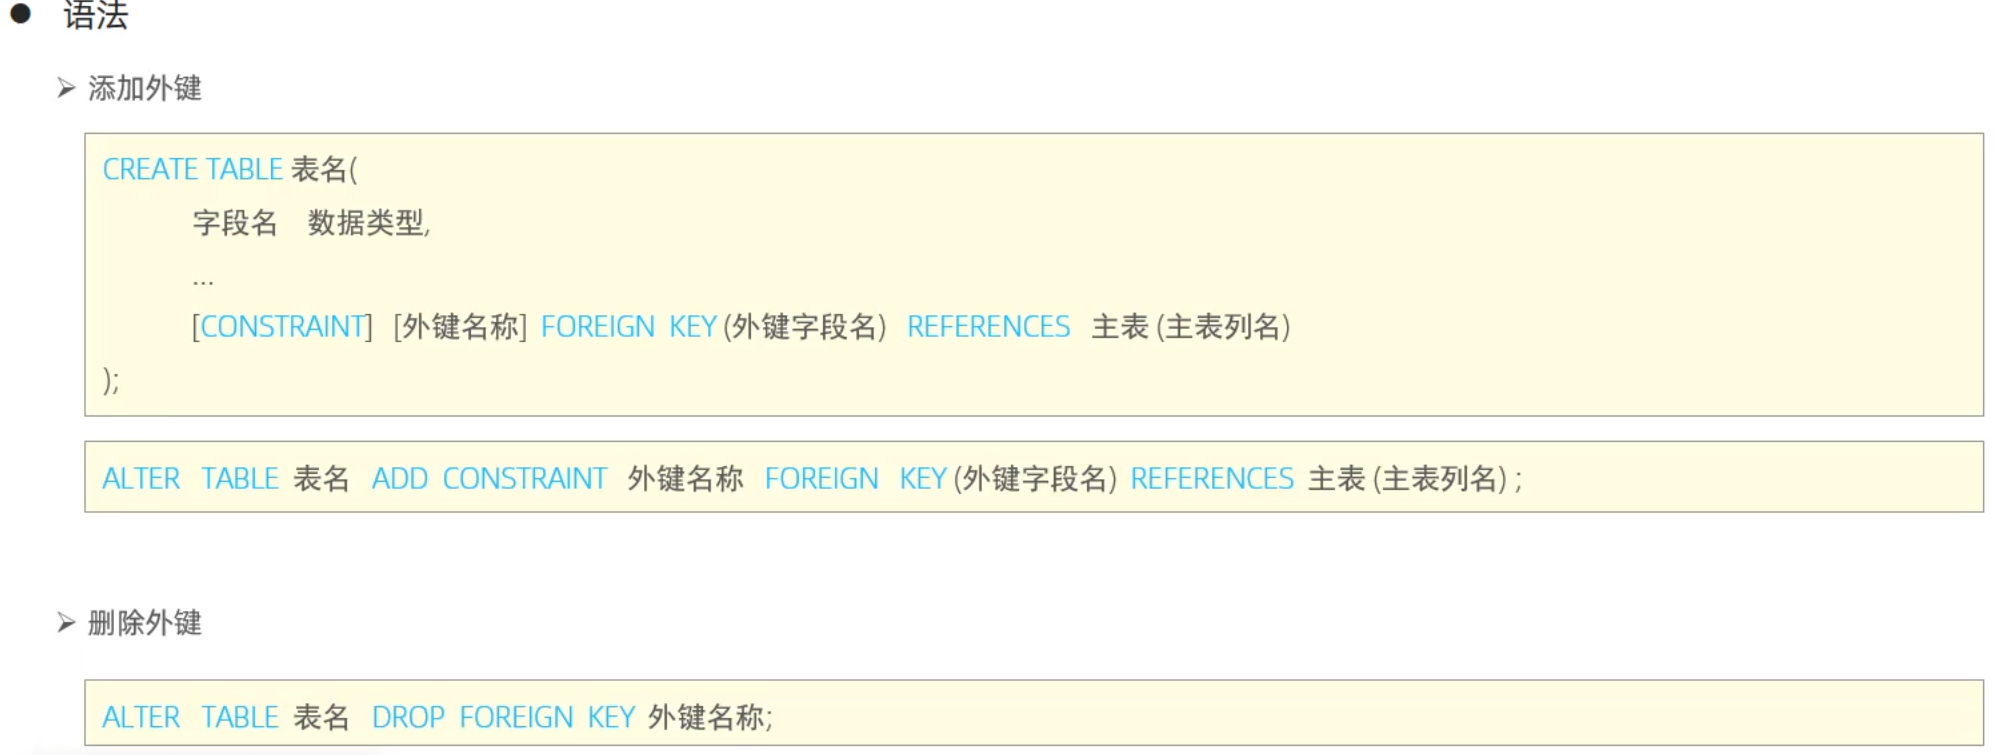 ● 语法
➢ 添加外键
CREATE TABLE 表名(
字段名 数据类型,
...
[CONSTRAINT] [外键名称] FOREIGN KEY (外键字段名) REFERENCES 主表 (主表列名)
);
ALTER TABLE 表名 ADD CONSTRAINT 外键名称 FOREIGN KEY (外键字段名) REFERENCES 主表 (主表列名) ;
➢ 删除外键
ALTER TABLE 表名 DROP FOREIGN KEY 外键名称;